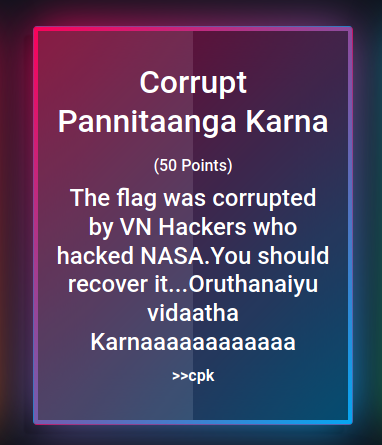 Corrupt
Pannitaanga Karna
(50 Points)
The flag was corrupted
by VN Hackers who
hacked NASA.You should
recover it...Oruthanaiyu
vidaatha
Karnaaaaaaaaaaaa
>>cpk